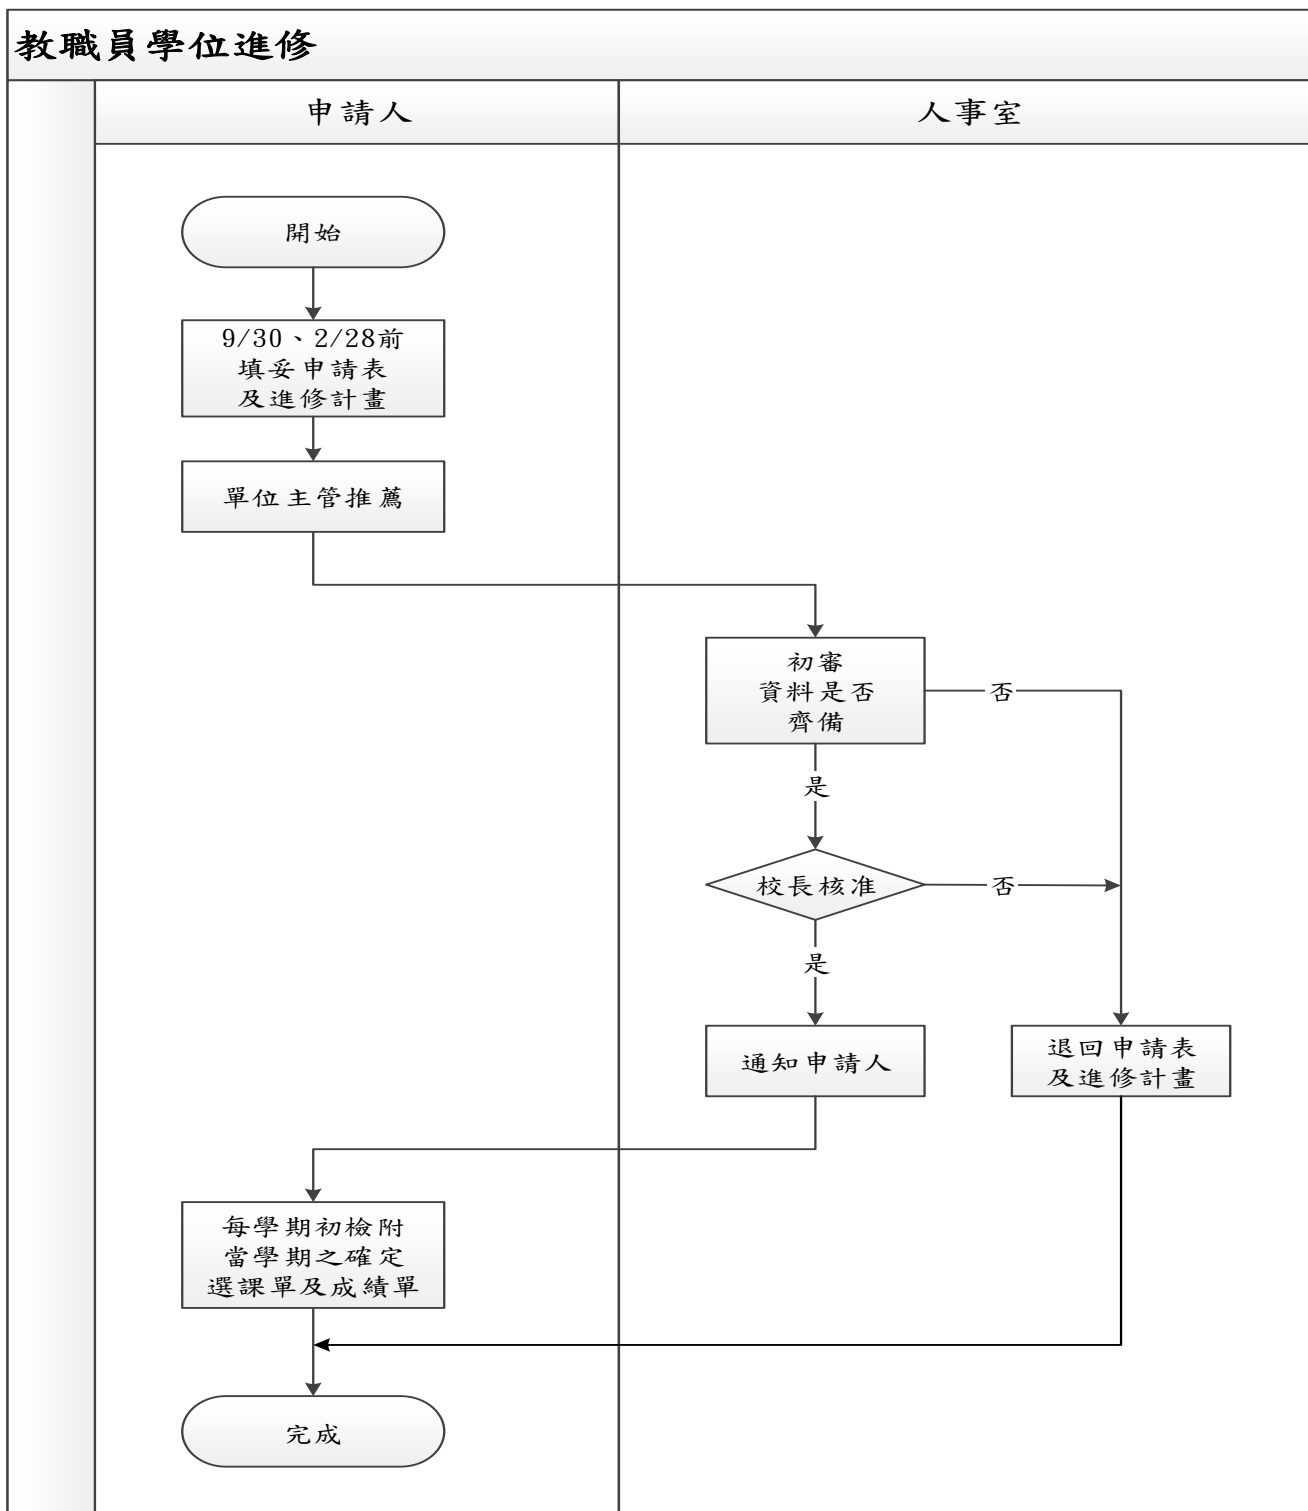 教職員學位進修
申請人
人事室
開始
9/30、2/28前
填妥申請表
及進修計畫
單位主管推薦
初審
資料是否
齊備
否
是
校長核准
否
是
通知申請人
退回申請表
及進修計畫
每學期初檢附
當學期之確定
選課單及成績單
完成